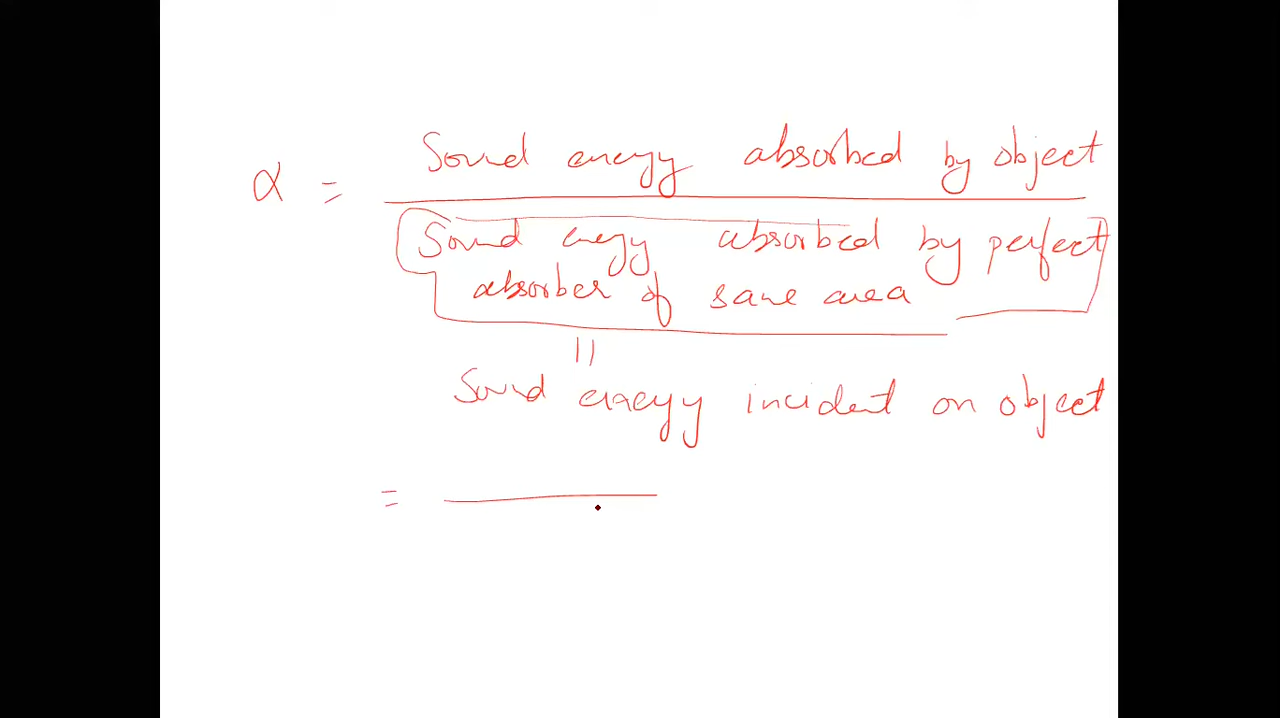 α = Sound energy absorbed by object
Sound energy absorbed by perfect
absorber of same area
||
Sound energy incident on object
=